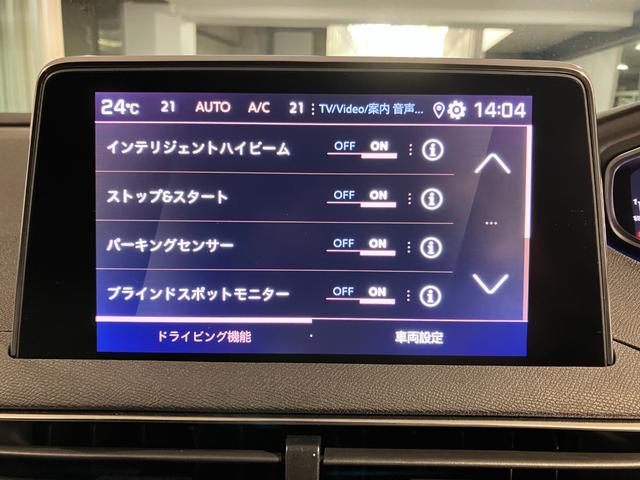 24℃ 21 AUTO A/C 21 TV/Video/案内 音声... 14:04
インテリジェントハイビーム OFF ON
ストップ&スタート OFF ON
パーキングセンサー OFF ON
ブラインドスポットモニター OFF ON
ドライビング機能 車両設定